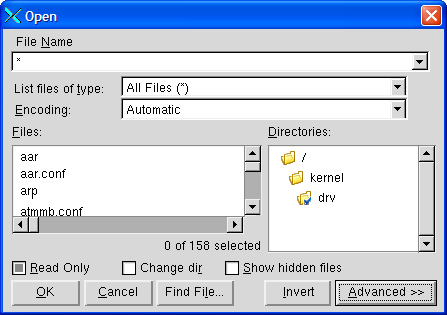 Open
File Name
*
List files of type: All Files (*)
Encoding: Automatic
Files: Directories:
aar
aar.conf
arp
atmmb.conf
/
kernel
drv
0 of 158 selected
Read Only Change dir Show hidden files
OK Cancel Find File... Invert Advanced >>